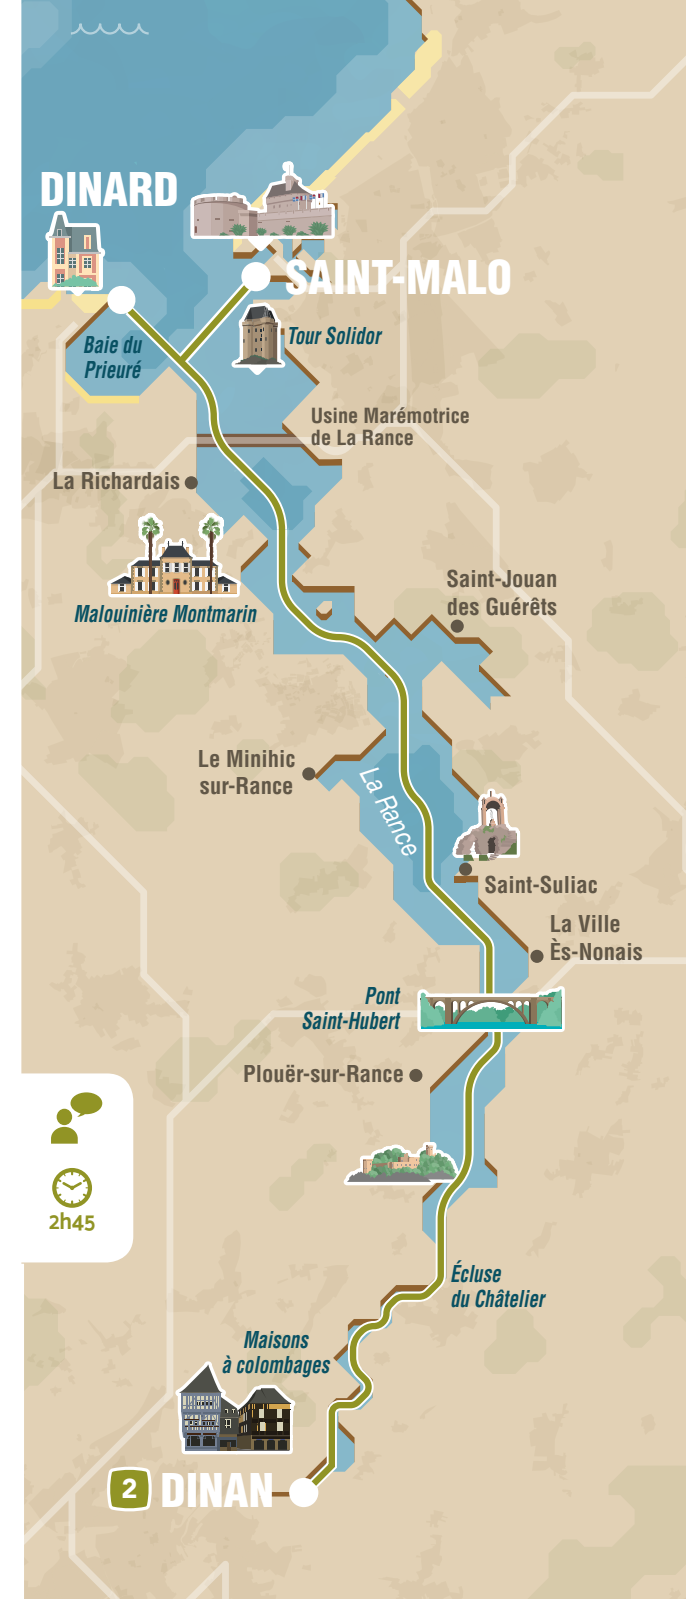 DINARD
SAINT-MALO
Baie du
Prieuré
Tour Solidor
Usine Marémotrice
de La Rance
La Richardais
Malouinière Montmarin
Saint-Jouan
des Guérêts
Le Minihic
sur-Rance
La Rance
Saint-Suliac
La Ville
Ès-Nonais
Pont
Saint-Hubert
Plouër-sur-Rance
2h45
Écluse
du Châtelier
Maisons
à colombages
2 DINAN